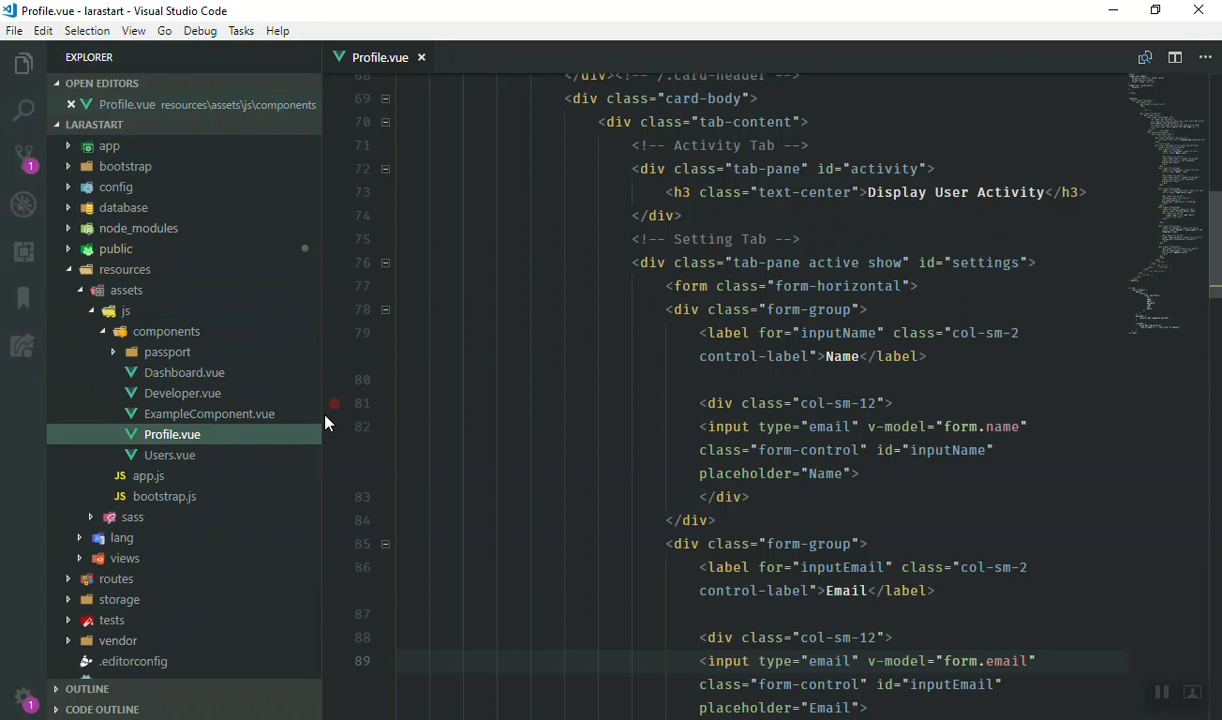 Profile.vue - larastart - Visual Studio Code
File Edit Selection View Go Debug Tasks Help
EXPLORER
OPEN EDITORS
Profile.vue resources\assets\js\components
LARASTART
app
bootstrap
config
database
node_modules
public
resources
assets
js
components
passport
Dashboard.vue
Developer.vue
ExampleComponent.vue
Profile.vue
Users.vue
JS app.js
JS bootstrap.js
sass
lang
views
routes
storage
tests
vendor
.editorconfig
OUTLINE
CODE OUTLINE
1
1
Profile.vue
68 </div><!-- /.card-header -->
69 <div class="card-body">
70 <div class="tab-content">
71 <!-- Activity Tab -->
72 <div class="tab-pane" id="activity">
73 <h3 class="text-center">Display User Activity</h3>
74 </div>
75 <!-- Setting Tab -->
76 <div class="tab-pane active show" id="settings">
77 <form class="form-horizontal">
78 <div class="form-group">
79 <label for="inputName" class="col-sm-2
control-label">Name</label>
80
81 <div class="col-sm-12">
82 <input type="email" v-model="form.name"
class="form-control" id="inputName"
placeholder="Name">
83 </div>
84 </div>
85 <div class="form-group">
86 <label for="inputEmail" class="col-sm-2
control-label">Email</label>
87
88 <div class="col-sm-12">
89 <input type="email" v-model="form.email"
class="form-control" id="inputEmail"
placeholder="Email">